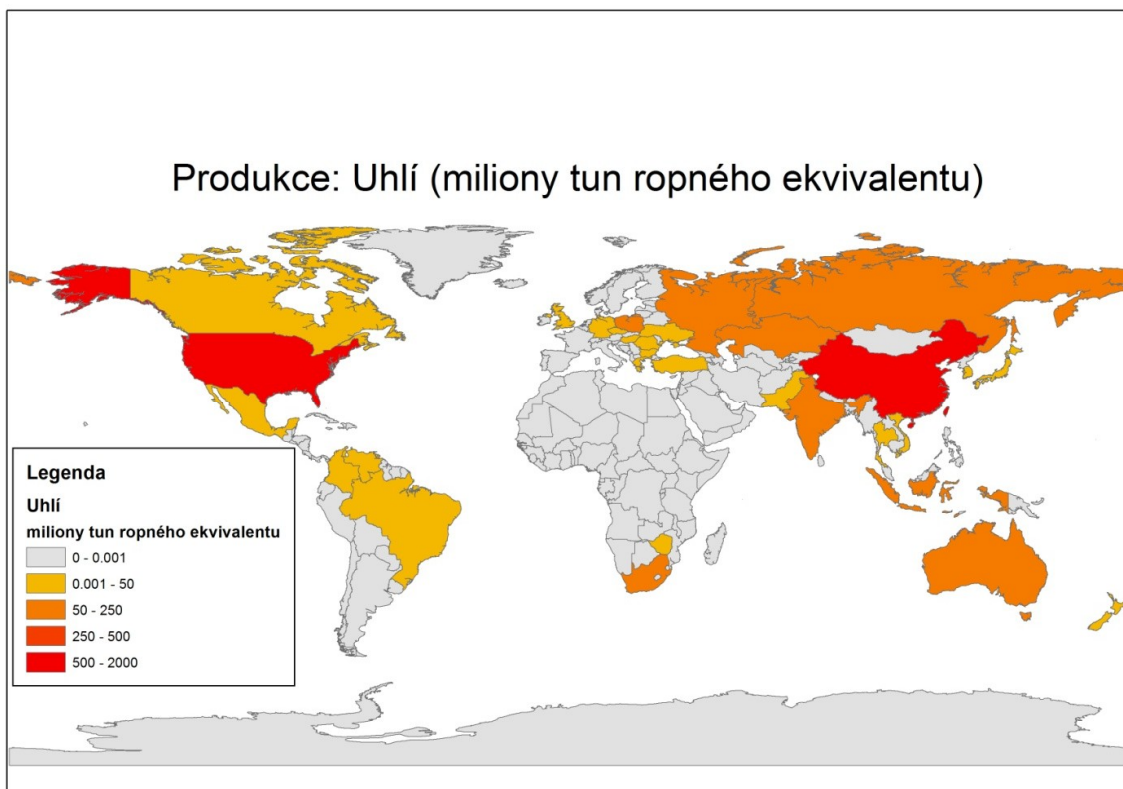 Produkce: Uhlí (miliony tun ropného ekvivalentu)
Legenda
Uhlí
miliony tun ropného ekvivalentu
0 - 0.001
0.001 - 50
50 - 250
250 - 500
500 - 2000